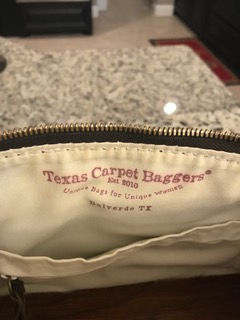 Texas Carpet Baggers®
Est. 2010
Unique Bags for Unique Women
Bulverde TX